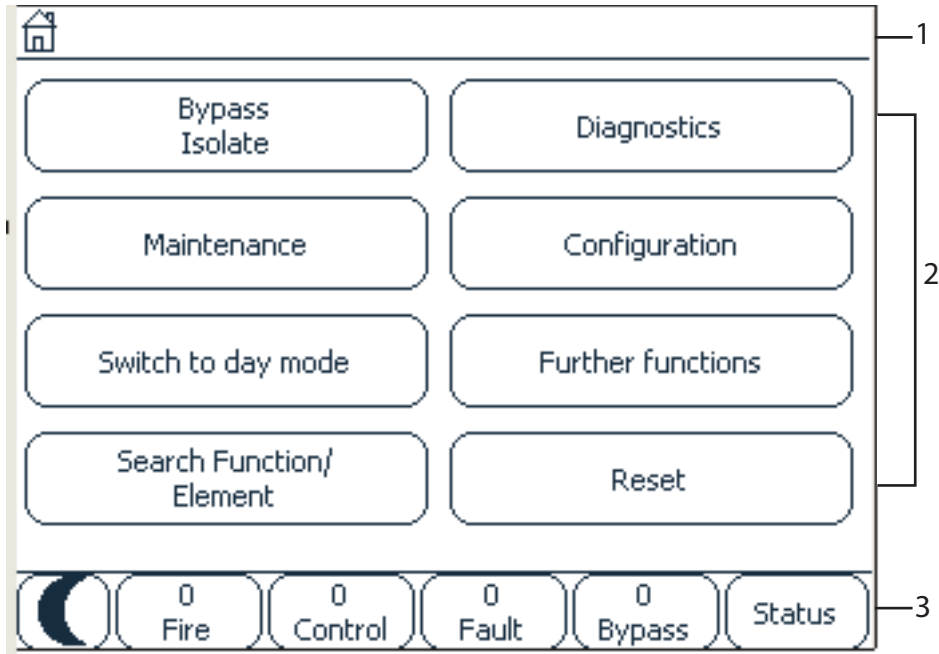 1
Bypass
Isolate
Diagnostics
Maintenance
Configuration
2
Switch to day mode
Further functions
Search Function/
Element
Reset
0
Fire
0
Control
0
Fault
0
Bypass
Status
3